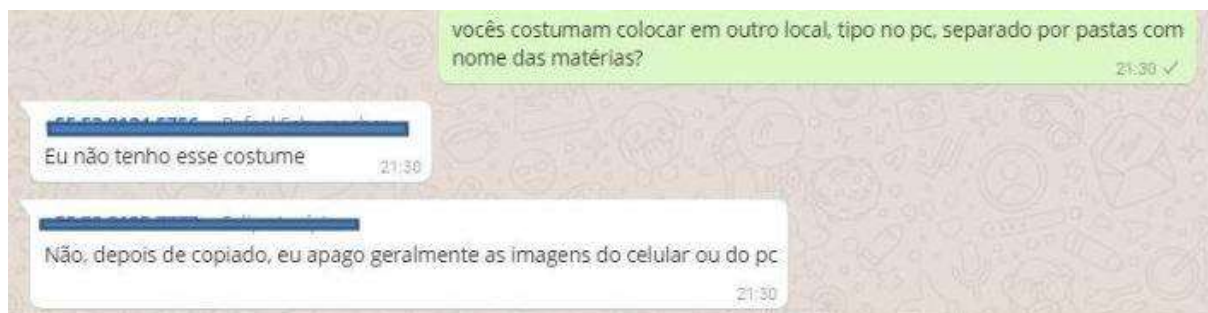 vocês costumam colocar em outro local, tipo no pc, separado por pastas com
nome das matérias?
21:30
Eu não tenho esse costume
21:30
Não, depois de copiado, eu apago geralmente as imagens do celular ou do pc
21:30